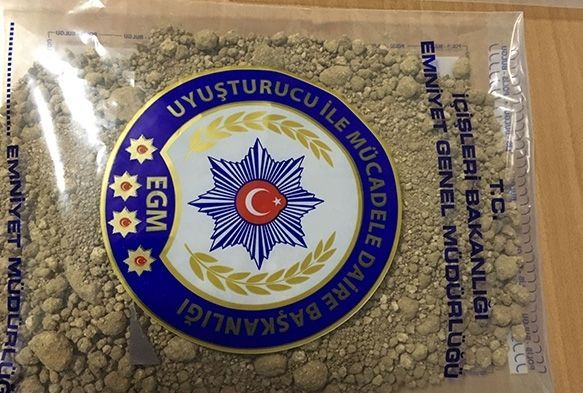 UYUŞTURUCU İLE MÜCADELE DAİRE BAŞKANLIĞI
EGM
T.C.
İÇİŞLERİ BAKANLIĞI
EMNİYET GENEL MÜDÜRLÜĞÜ
EMNİYET MÜDÜRLÜĞÜ